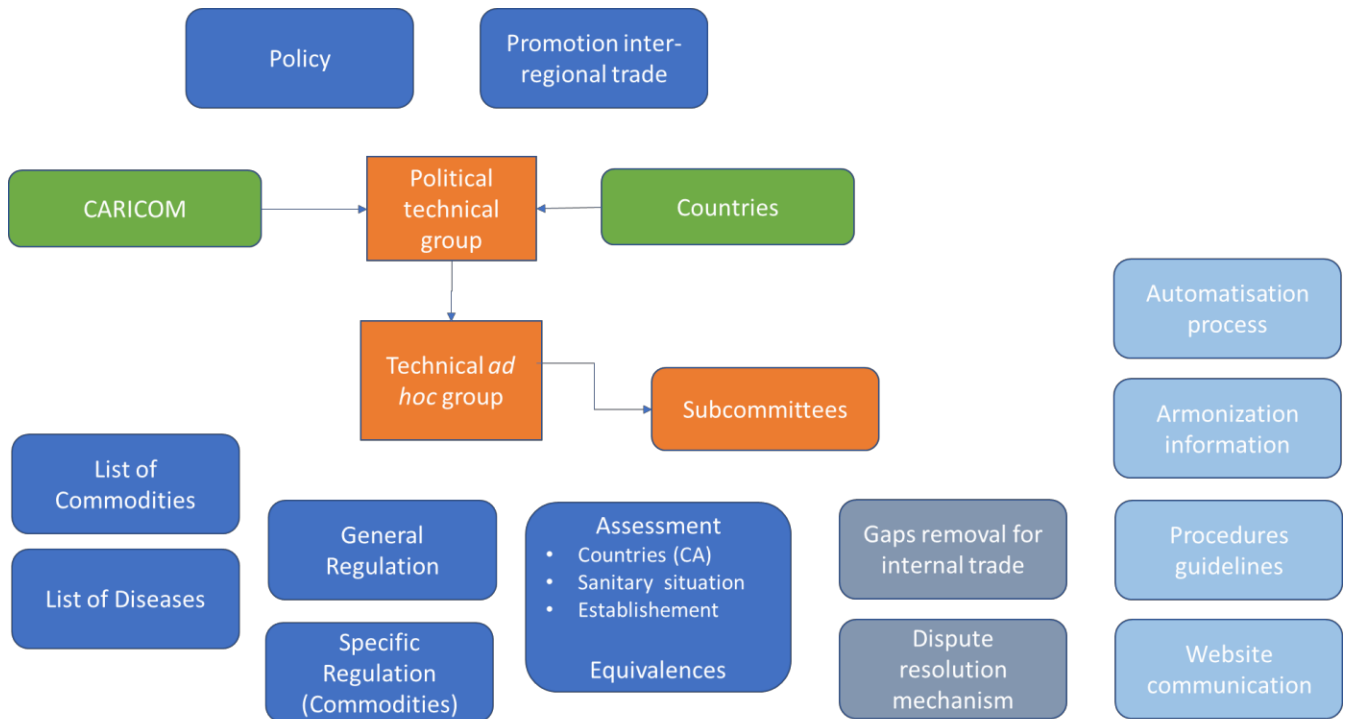 Policy
Promotion inter-
regional trade
CARICOM
Political
technical
group
Countries
Technical ad
hoc group
Subcommittees
List of
Commodities
List of Diseases
General
Regulation
Specific
Regulation
(Commodities)
Assessment
• Countries (CA)
• Sanitary situation
• Establishement
Equivalences
Gaps removal for
internal trade
Dispute
resolution
mechanism
Automatisation
process
Armonization
information
Procedures
guidelines
Website
communication